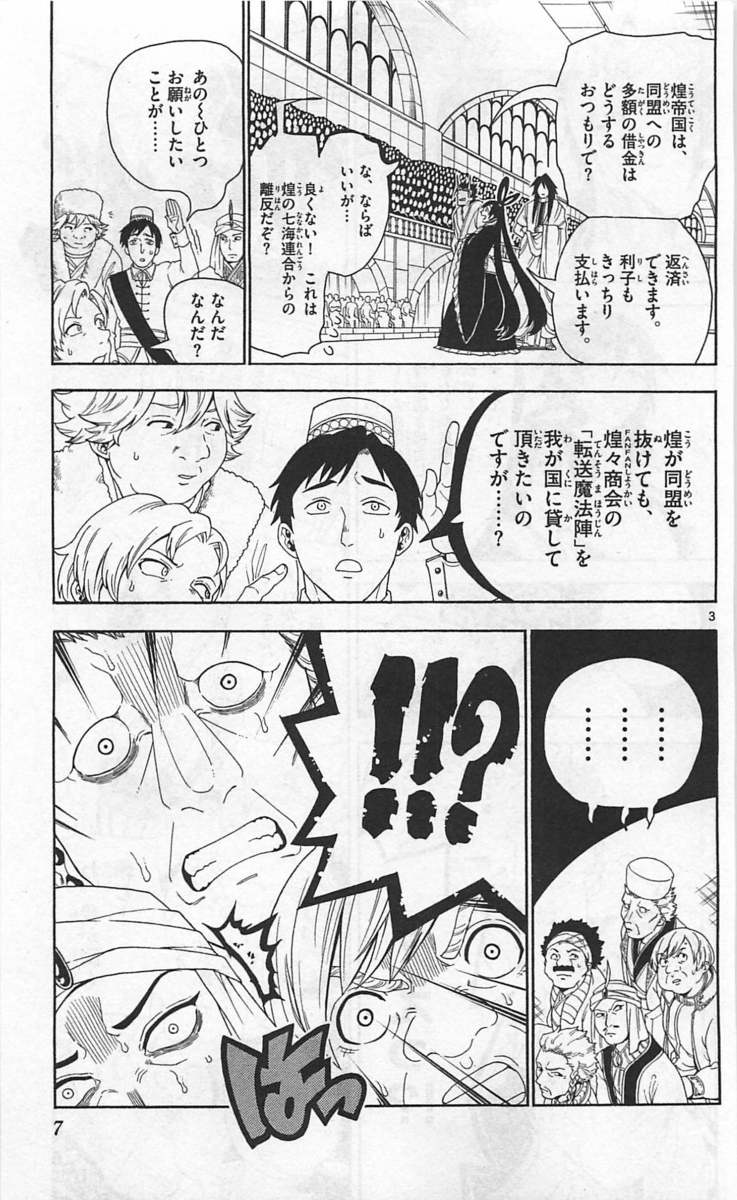 煌帝国は、
同盟への
多額の借金は
どうする
おつもりで？
返済
できます。
利子も
きっちり
支払います。
な、ならば
いいが…
良くない！　これは
煌の七海連合からの
離反だぞ？
あの〜ひとつ
お願いしたい
ことが……
なんだ
なんだ？
煌が同盟を
抜けても、
煌々商会の
「転送魔法陣」を
我が国に貸して
頂きたいの
ですが……？
3
……
……
……
!!?
ばっ
7